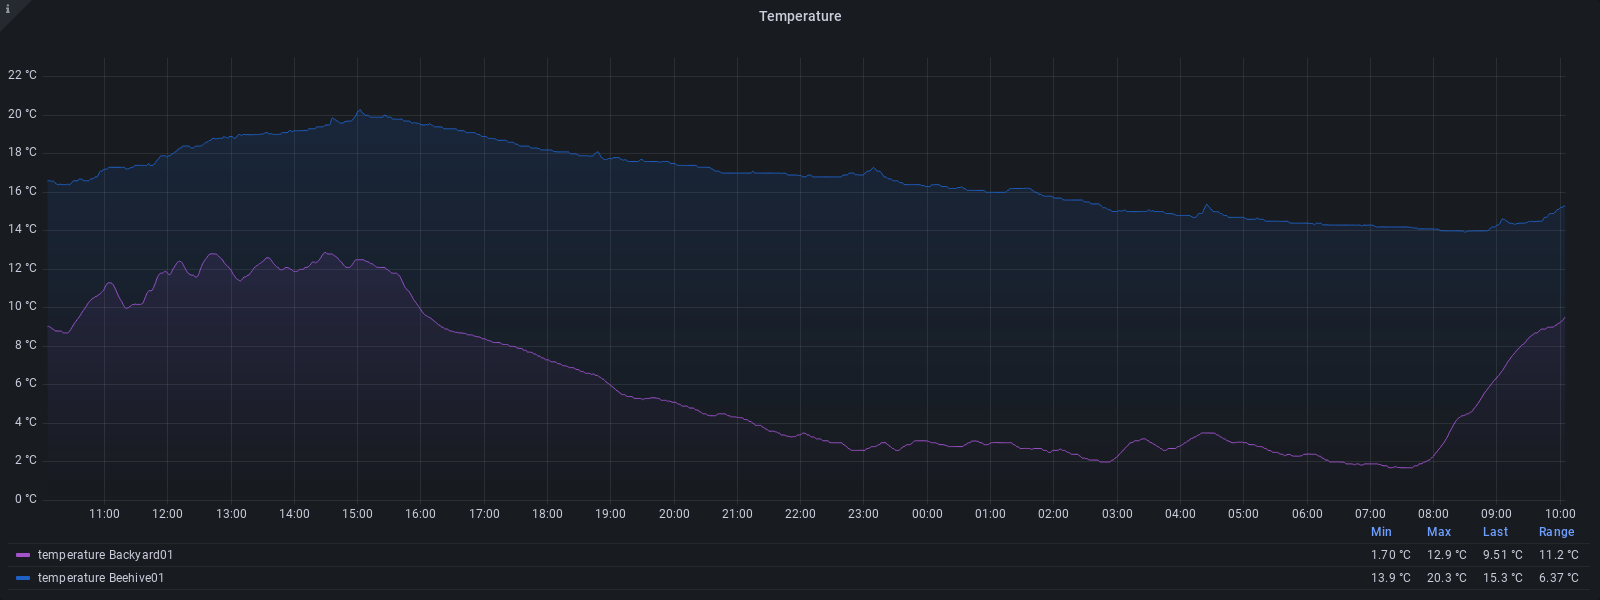 i
Temperature
22 °C
20 °C
18 °C
16 °C
14 °C
12 °C
10 °C
8 °C
6 °C
4 °C
2 °C
0 °C
11:00 12:00 13:00 14:00 15:00 16:00 17:00 18:00 19:00 20:00 21:00 22:00 23:00 00:00 01:00 02:00 03:00 04:00 05:00 06:00 07:00 08:00 09:00 10:00
Min Max Last Range
temperature Backyard01 1.70 °C 12.9 °C 9.51 °C 11.2 °C
temperature Beehive01 13.9 °C 20.3 °C 15.3 °C 6.37 °C